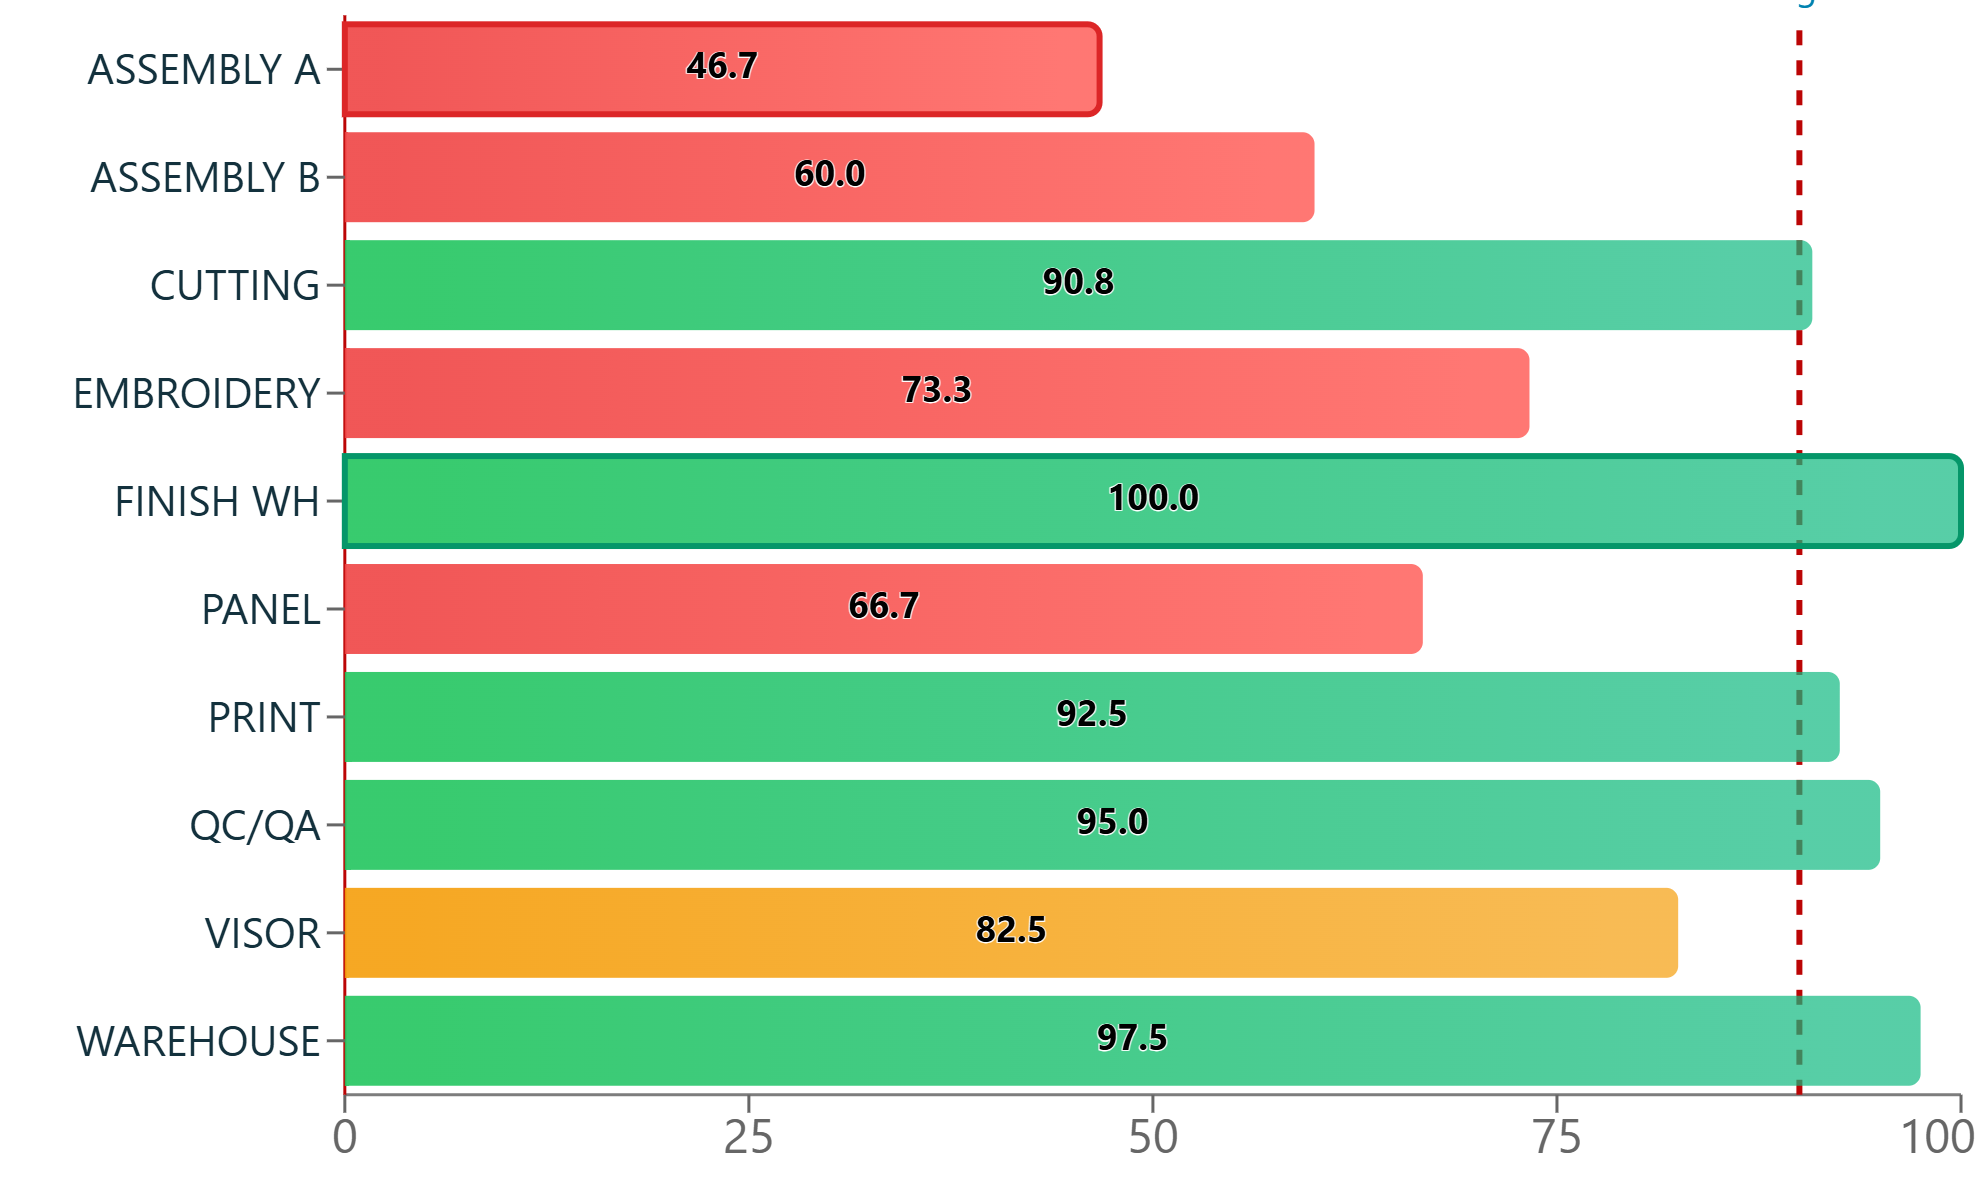 ASSEMBLY A 46.7
ASSEMBLY B 60.0
CUTTING 90.8
EMBROIDERY 73.3
FINISH WH 100.0
PANEL 66.7
PRINT 92.5
QC/QA 95.0
VISOR 82.5
WAREHOUSE 97.5
0 25 50 75 100